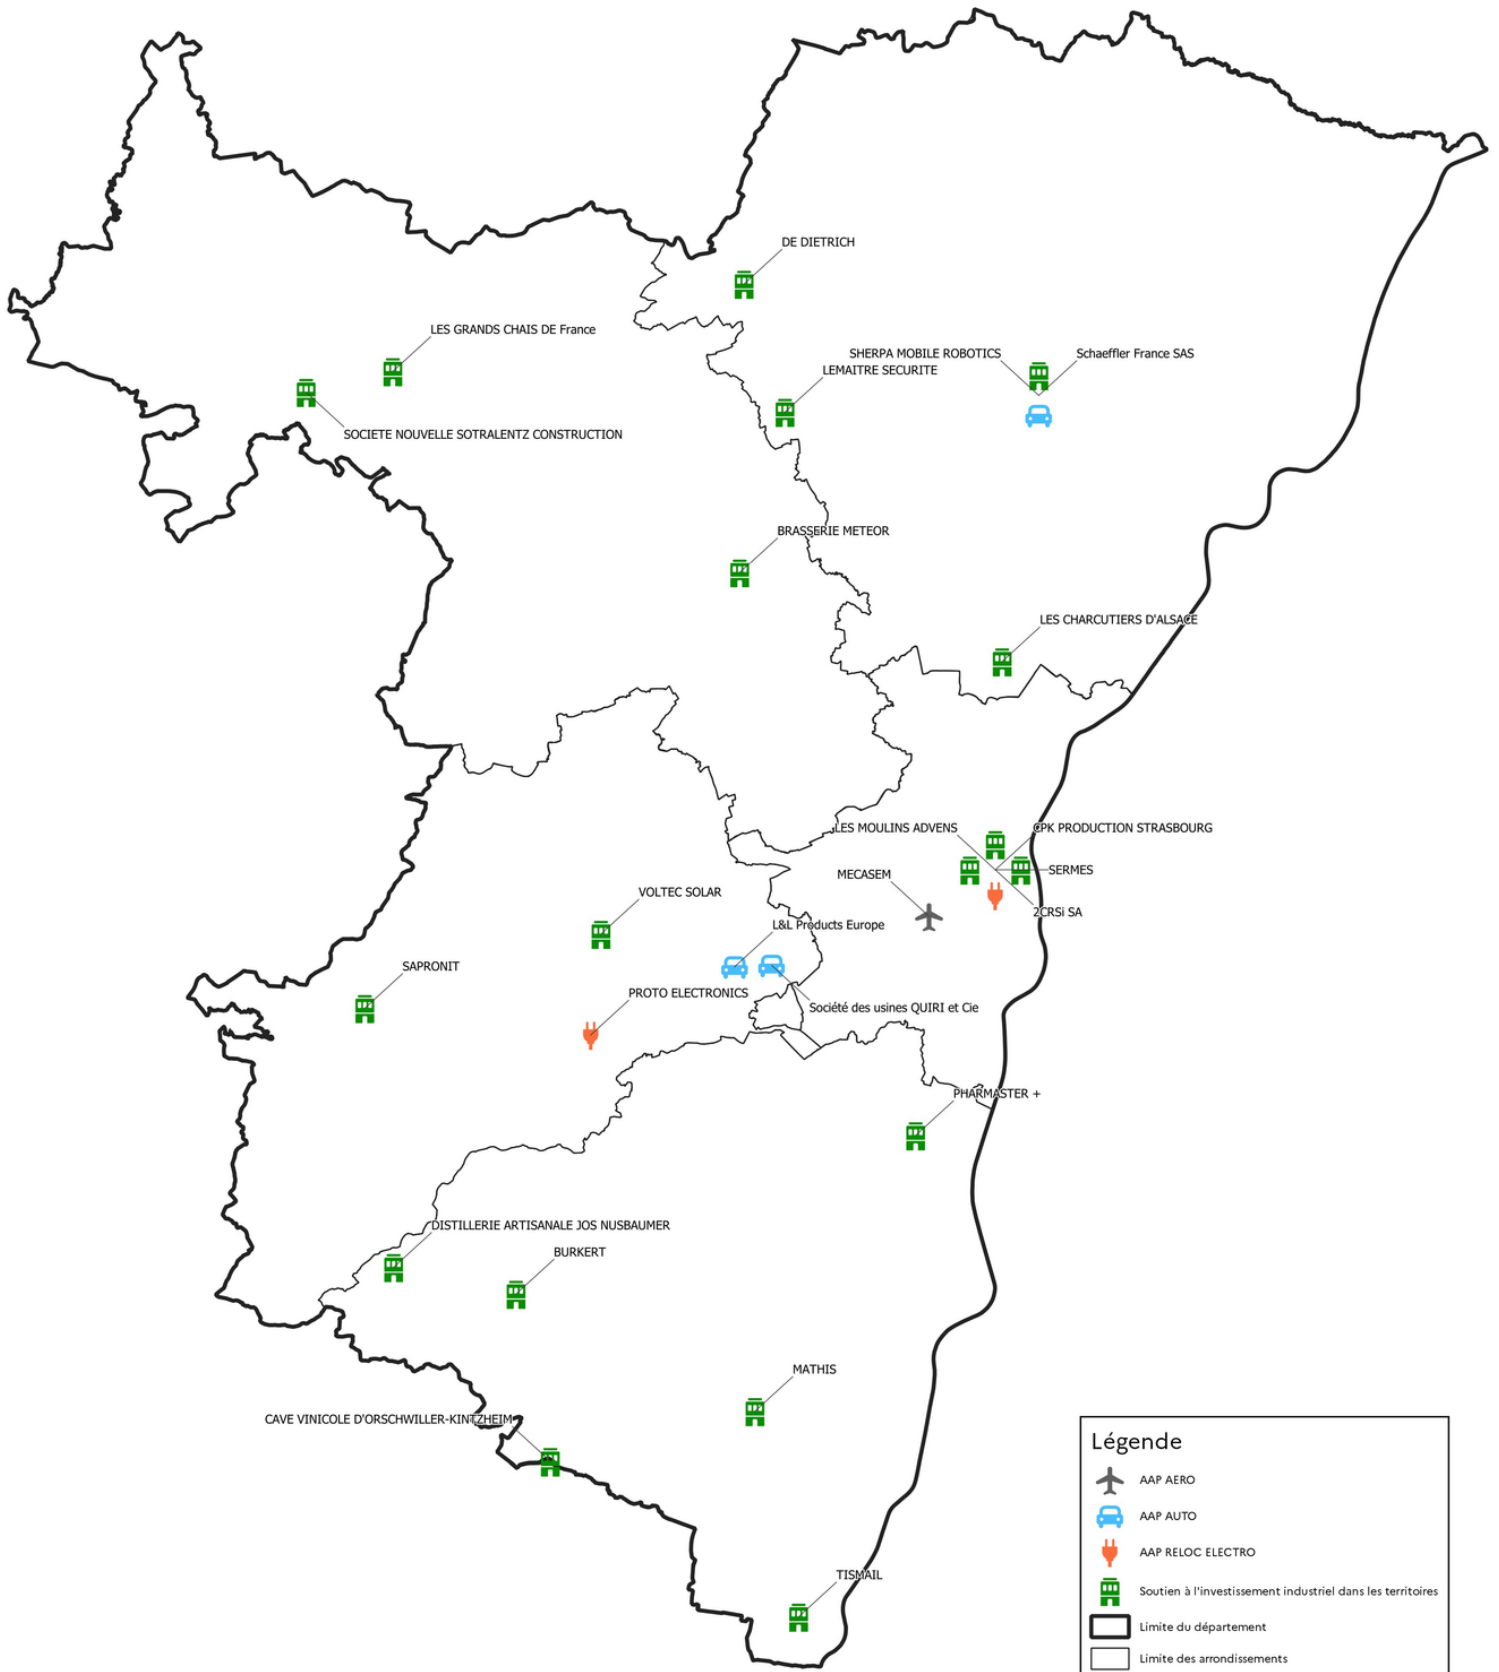 DE DIETRICH
LES GRANDS CHAIS DE France
SHERPA MOBILE ROBOTICS
Schaeffler France SAS
LEMAITRE SECURITE
SOCIETE NOUVELLE SOTRALENTZ CONSTRUCTION
BRASSERIE METEOR
LES CHARCUTIERS D'ALSACE
LES MOULINS ADVENS
CPK PRODUCTION STRASBOURG
SERMES
MECASEM
VOLTEC SOLAR
2CRSi SA
L&L Products Europe
SAPRONIT
PROTO ELECTRONICS
Société des usines QUIRI et Cie
PHARMASTER +
DISTILLERIE ARTISANALE JOS NUSBAUMER
BURKERT
MATHIS
CAVE VINICOLE D'ORSCHWILLER-KINTZHEIM
TISMAIL
Légende
AAP AERO
AAP AUTO
AAP RELOC ELECTRO
Soutien à l'investissement industriel dans les territoires
Limite du département
Limite des arrondissements